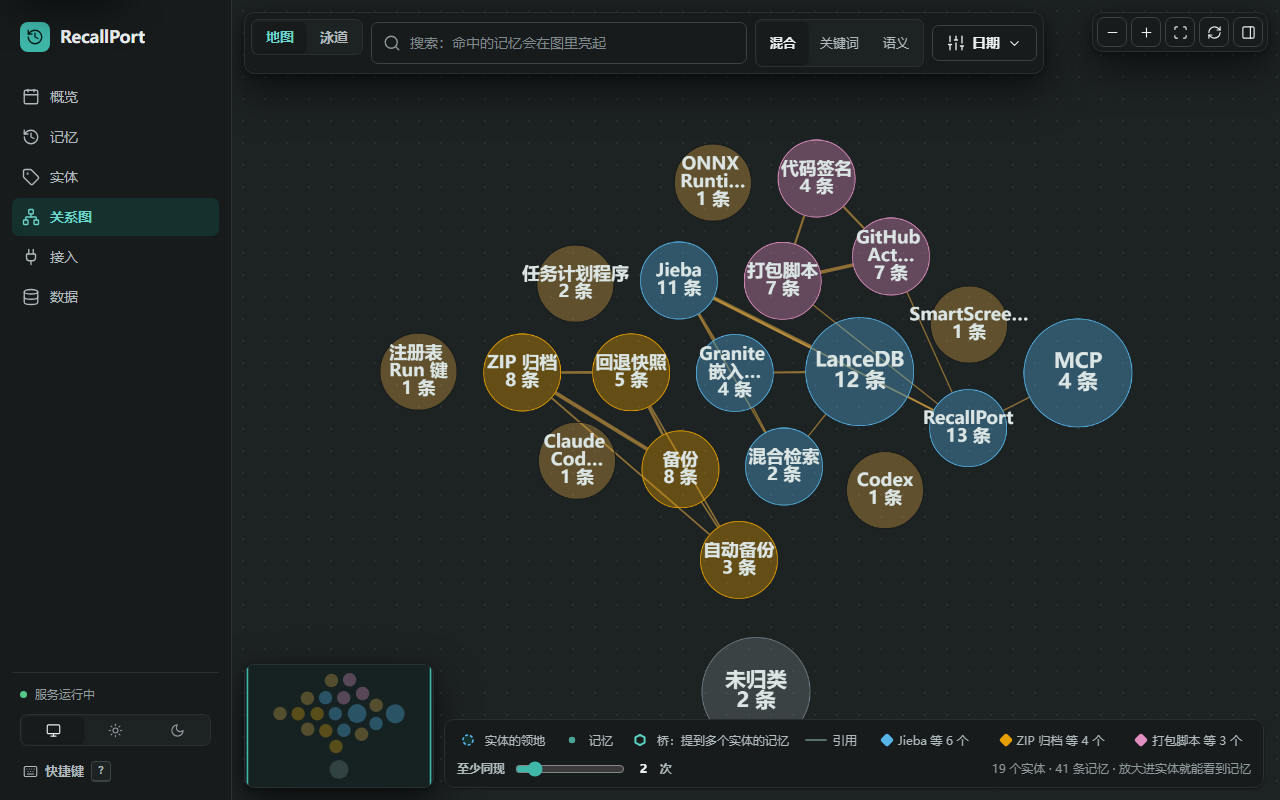 RecallPort
概览
记忆
实体
关系图
接入
数据
服务运行中
快捷键 ?
地图 泳道
搜索：命中的记忆会在图里亮起
混合 关键词 语义
日期
ONNX
Runti...
1 条
代码签名
4 条
GitHub
Act...
7 条
任务计划程序
2 条
Jieba
11 条
打包脚本
7 条
SmartScree...
1 条
注册表
Run 键
1 条
ZIP 归档
8 条
回退快照
5 条
Granite
嵌入...
4 条
LanceDB
12 条
MCP
4 条
RecallPort
13 条
Claude
Cod...
1 条
备份
8 条
混合检索
2 条
Codex
1 条
自动备份
3 条
未归类
2 条
实体的领地 记忆 桥：提到多个实体的记忆 引用 Jieba 等 6 个 ZIP 归档 等 4 个 打包脚本 等 3 个
至少同现 2 次 19 个实体 · 41 条记忆 · 放大进实体就能看到记忆